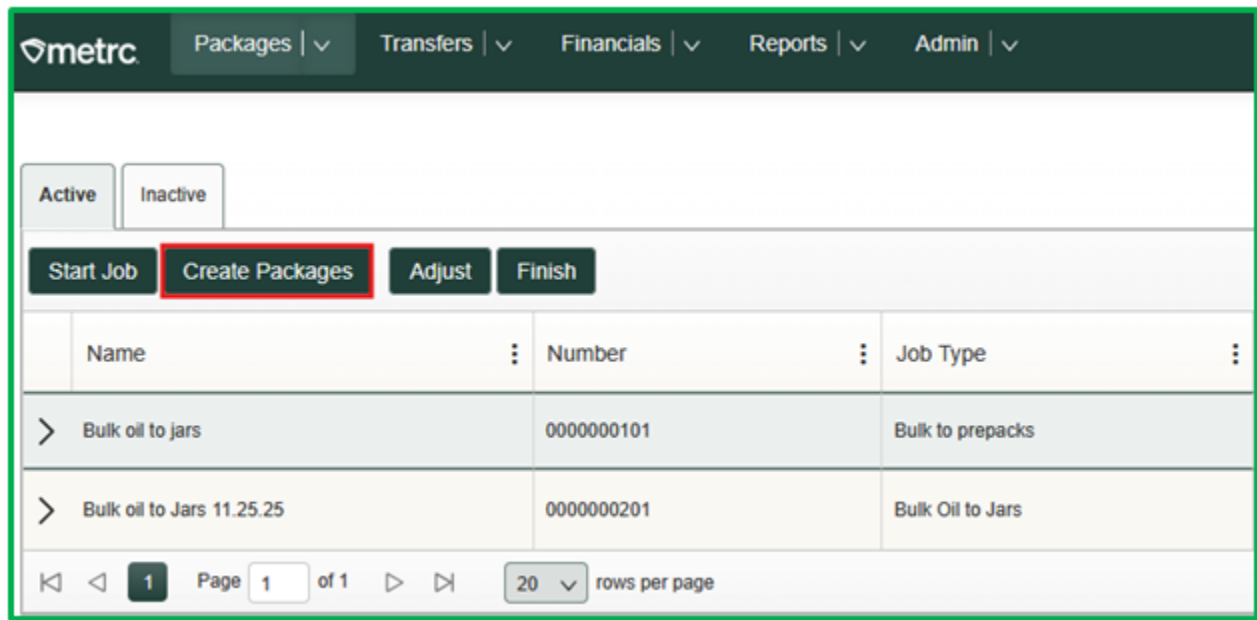 metrc Packages Transfers Financials Reports Admin
Active Inactive
Start Job Create Packages Adjust Finish
Name Number Job Type
Bulk oil to jars 0000000101 Bulk to prepacks
Bulk oil to Jars 11.25.25 0000000201 Bulk Oil to Jars
1 Page 1 of 1 20 rows per page